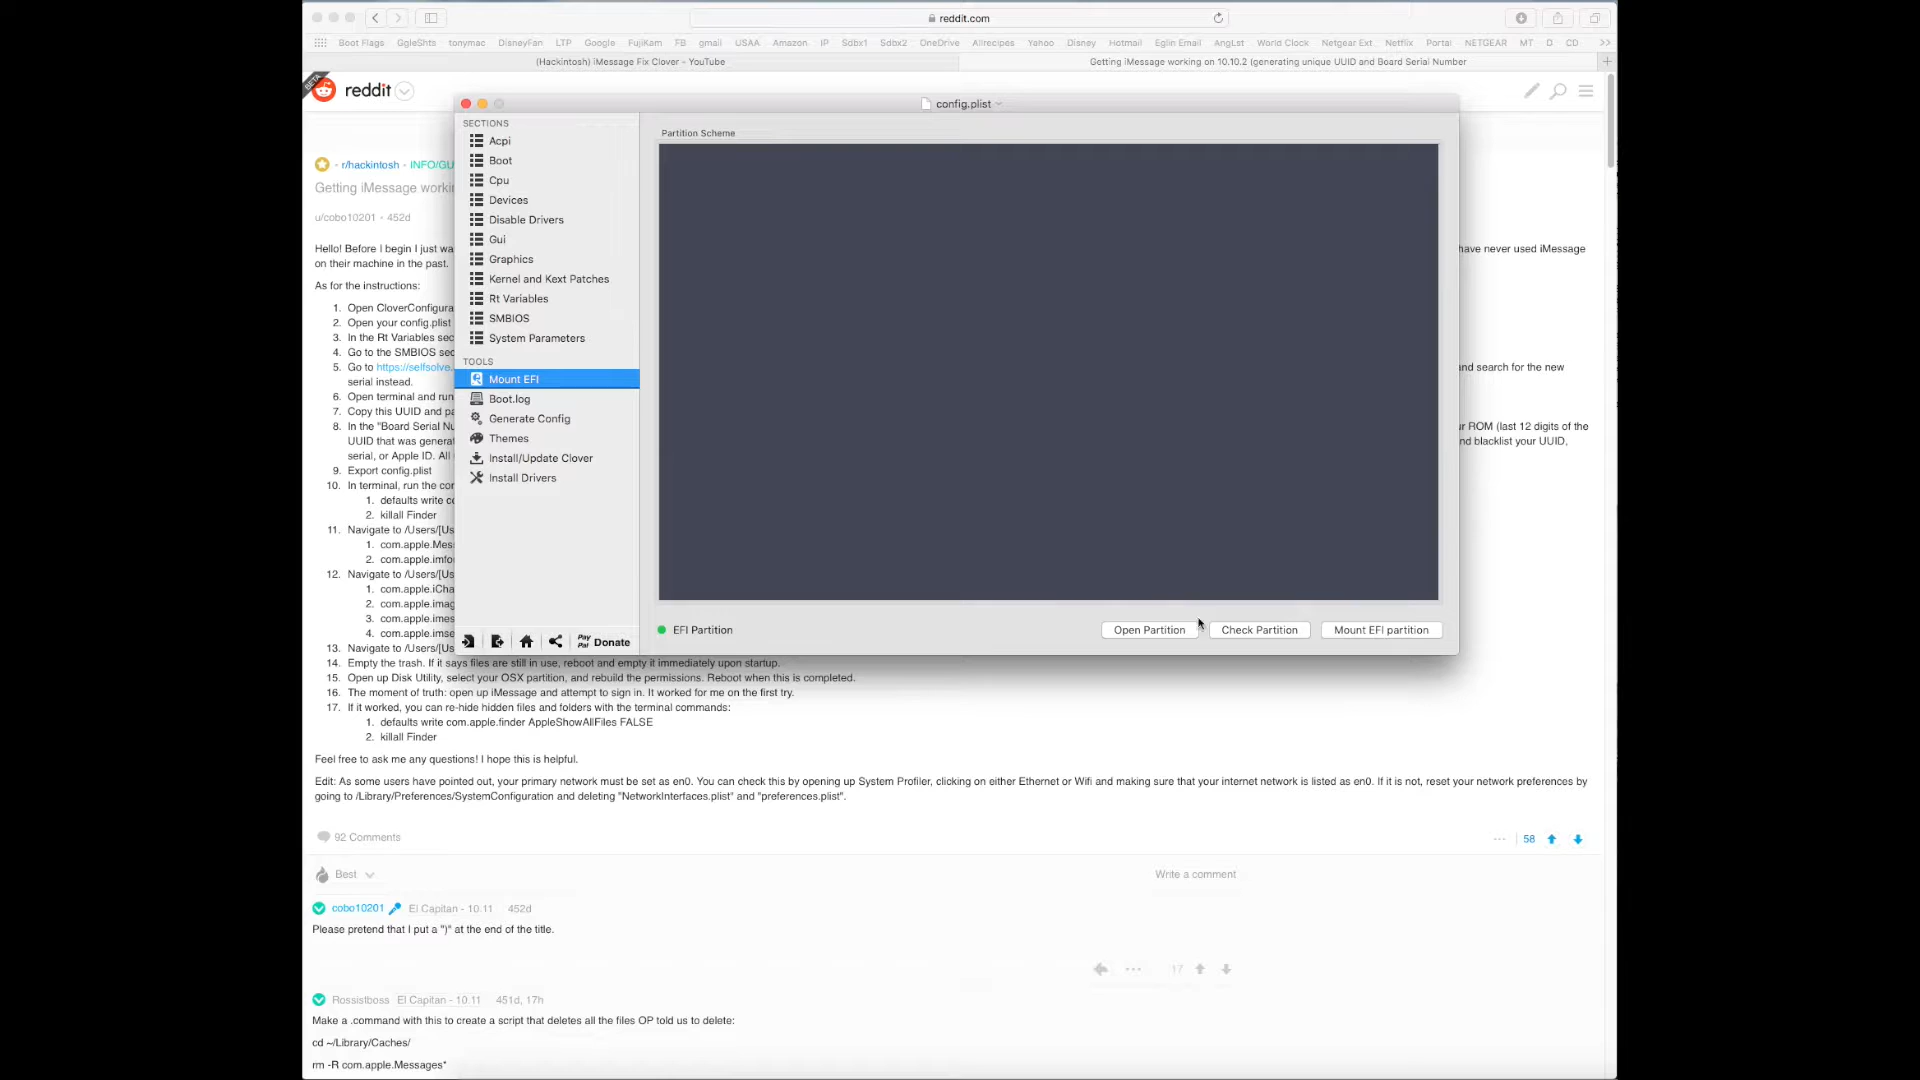 reddit.com
Boot Flags GgleShts tonymac DisneyFan LTP Google FujiKam FB gmail USAA Amazon IP Sdbx1 Sdbx2 OneDrive Allrecipes Yahoo Disney Hotmail Eglin Email AngLst World Clock Netgear Ext Netflix Portal NETGEAR MT D CD
(Hackintosh) iMessage Fix Clover - YouTube
Getting iMessage working on 10.10.2 (generating unique UUID and Board Serial Number
BETA
reddit
config.plist
SECTIONS
Acpi
Boot
Cpu
Devices
Disable Drivers
Gui
Graphics
Kernel and Kext Patches
Rt Variables
SMBIOS
System Parameters
TOOLS
Mount EFI
Boot.log
Generate Config
Themes
Install/Update Clover
Install Drivers
PayPal Donate
Partition Scheme
EFI Partition
Open Partition
Check Partition
Mount EFI partition
- r/hackintosh - INFO/GU
Getting iMessage worki
u/cobo10201 • 452d
Hello! Before I begin I just wa have never used iMessage
on their machine in the past.
As for the instructions:
1. Open CloverConfigura
2. Open your config.plist
3. In the Rt Variables sec
4. Go to the SMBIOS sec
5. Go to https://selfsolve. and search for the new
serial instead.
6. Open terminal and run
7. Copy this UUID and pa
8. In the "Board Serial Nu r ROM (last 12 digits of the
UUID that was generat nd blacklist your UUID,
serial, or Apple ID. All
9. Export config.plist
10. In terminal, run the cor
1. defaults write co
2. killall Finder
11. Navigate to /Users/[Us
1. com.apple.Mes
2. com.apple.imfo
12. Navigate to /Users/[Us
1. com.apple.iCha
2. com.apple.imag
3. com.apple.imes
4. com.apple.imse
13. Navigate to /Users/[Us
14. Empty the trash. If it says files are still in use, reboot and empty it immediately upon startup.
15. Open up Disk Utility, select your OSX partition, and rebuild the permissions. Reboot when this is completed.
16. The moment of truth: open up iMessage and attempt to sign in. It worked for me on the first try.
17. If it worked, you can re-hide hidden files and folders with the terminal commands:
1. defaults write com.apple.finder AppleShowAllFiles FALSE
2. killall Finder
Feel free to ask me any questions! I hope this is helpful.
Edit: As some users have pointed out, your primary network must be set as en0. You can check this by opening up System Profiler, clicking on either Ethernet or Wifi and making sure that your internet network is listed as en0. If it is not, reset your network preferences by
going to /Library/Preferences/SystemConfiguration and deleting "NetworkInterfaces.plist" and "preferences.plist".
92 Comments
58
Best
Write a comment
cobo10201 El Capitan - 10.11 452d
Please pretend that I put a ")" at the end of the title.
17
Rossistboss El Capitan - 10.11 451d, 17h
Make a .command with this to create a script that deletes all the files OP told us to delete:
cd ~/Library/Caches/
rm -R com.apple.Messages*